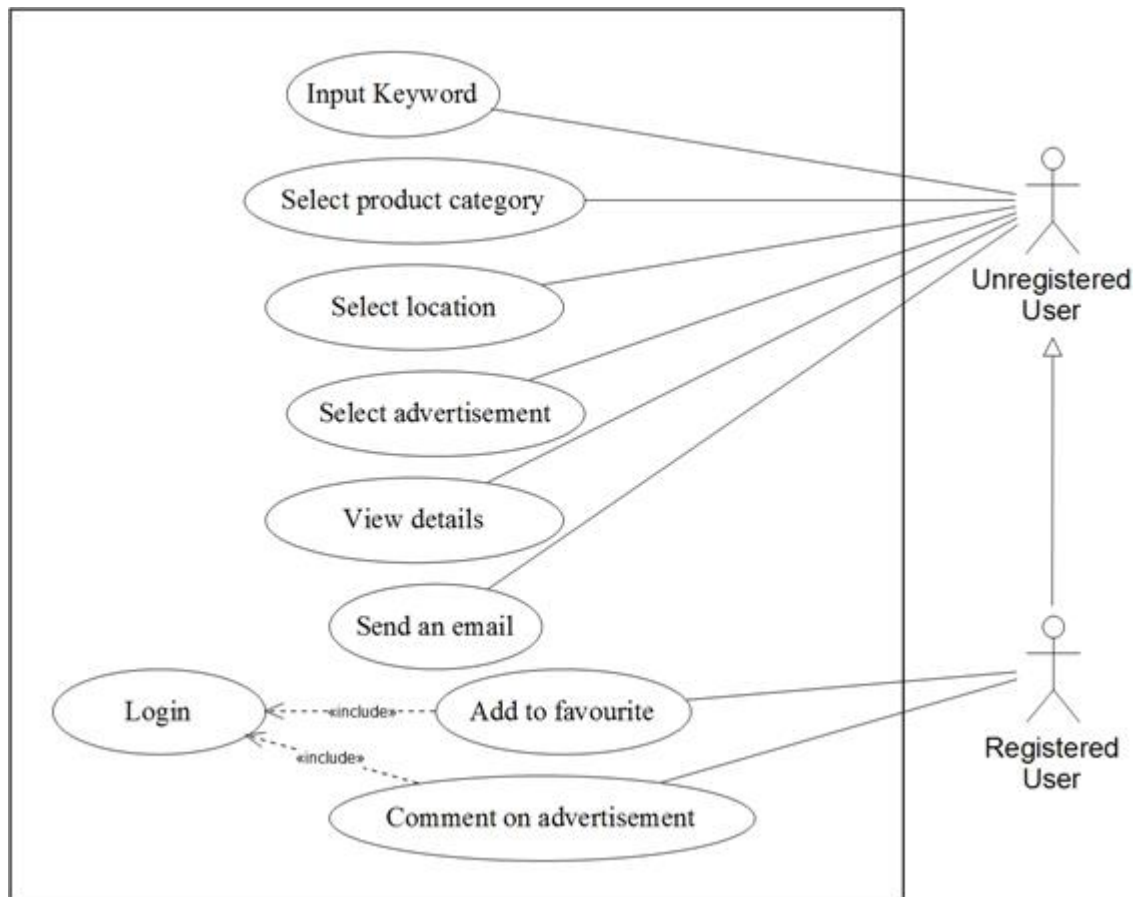 Input Keyword
Select product category
Select location
Select advertisement
View details
Send an email
Unregistered
User
Login
«include»
Add to favourite
«include»
Comment on advertisement
Registered
User